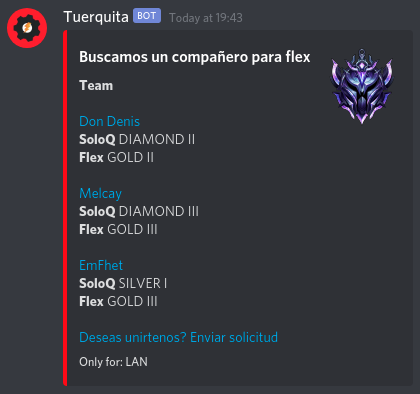 Tuerquita BOT Today at 19:43
Buscamos un compañero para flex
Team
Don Denis
SoloQ DIAMOND II
Flex GOLD II
Melcay
SoloQ DIAMOND III
Flex GOLD III
EmFhet
SoloQ SILVER I
Flex GOLD III
Deseas unirtenos? Enviar solicitud
Only for: LAN